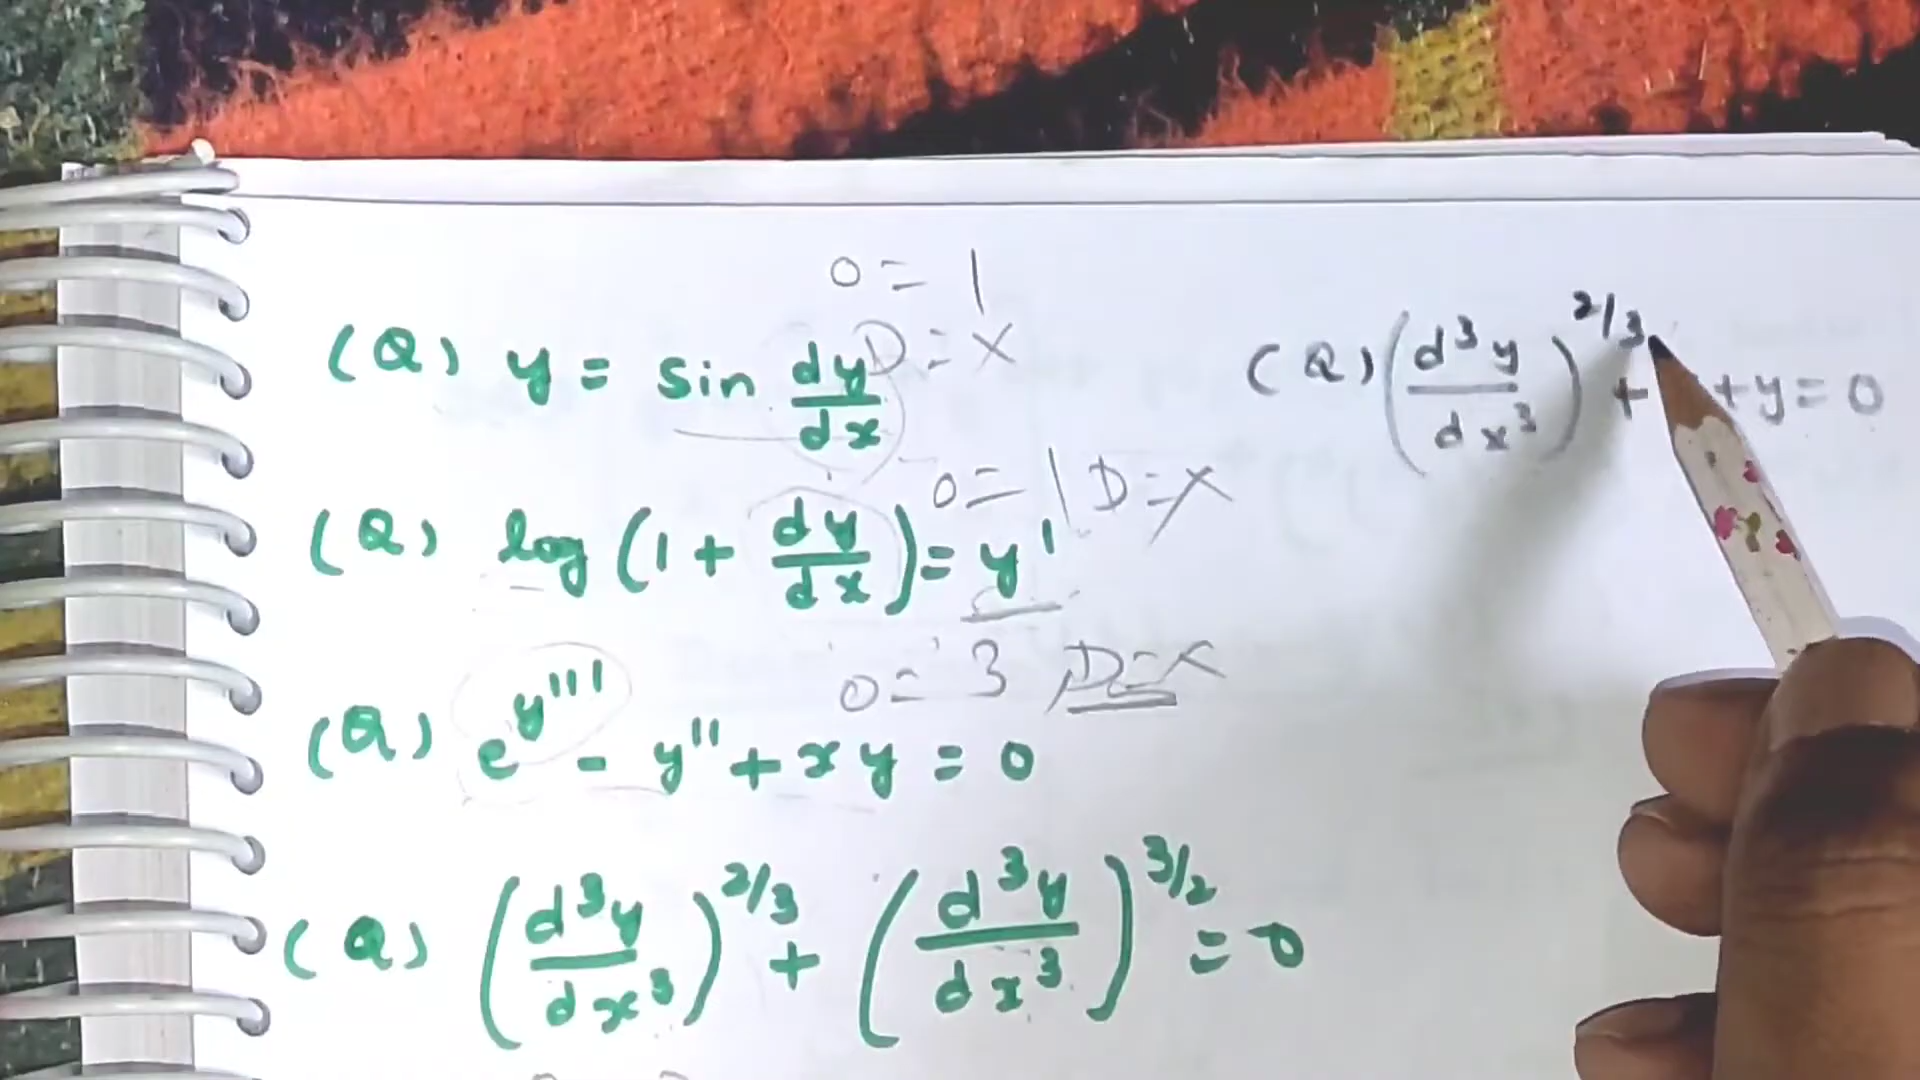 O = 1
D = X
(Q) y = sin dy/dx
(Q) (d³y/dx³)^2/3 + + y = 0
O = 1 D = X
(Q) log (1 + dy/dx) = y'
O = 3 D = X
(Q) e^y''' - y'' + xy = 0
(Q) (d³y/dx³)^2/3 + (d³y/dx³)^3/2 = 0